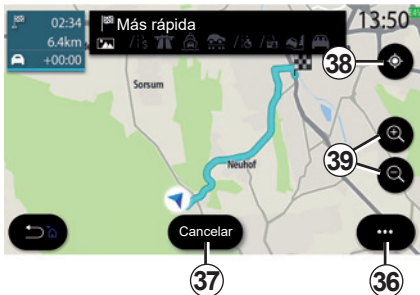 02:34
6.4km
+00:00
Más rápida
13:50
38
Sorsum
39
Neuhof
Cancelar
37
36